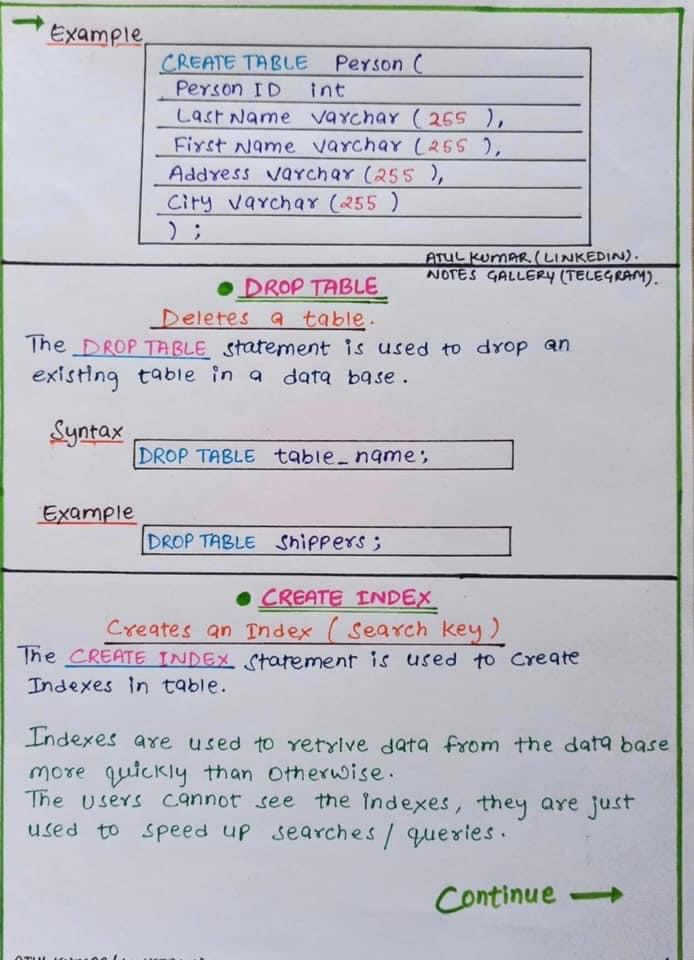 Example
CREATE TABLE Person (
Person ID int
Last Name varchar ( 255 ),
First Name varchar ( 255 ),
Address varchar ( 255 ),
City varchar ( 255 )
) ;
ATUL KUMAR (LINKEDIN).
NOTES GALLERY (TELEGRAM).
DROP TABLE
Deletes a table.
The DROP TABLE statement is used to drop an
existing table in a data base.
Syntax
DROP TABLE table_name;
Example
DROP TABLE Shippers ;
CREATE INDEX
Creates an Index ( Search key )
The CREATE INDEX statement is used to Create
Indexes in table.
Indexes are used to retrive data from the data base
more quickly than otherwise.
The Users cannot see the indexes, they are just
used to speed up searches / queries.
Continue